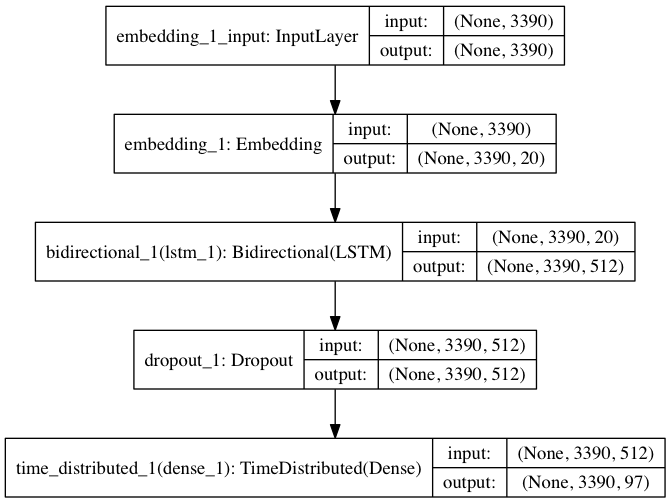 embedding_1_input: InputLayer
input: (None, 3390)
output: (None, 3390)
embedding_1: Embedding
input: (None, 3390)
output: (None, 3390, 20)
bidirectional_1(lstm_1): Bidirectional(LSTM)
input: (None, 3390, 20)
output: (None, 3390, 512)
dropout_1: Dropout
input: (None, 3390, 512)
output: (None, 3390, 512)
time_distributed_1(dense_1): TimeDistributed(Dense)
input: (None, 3390, 512)
output: (None, 3390, 97)